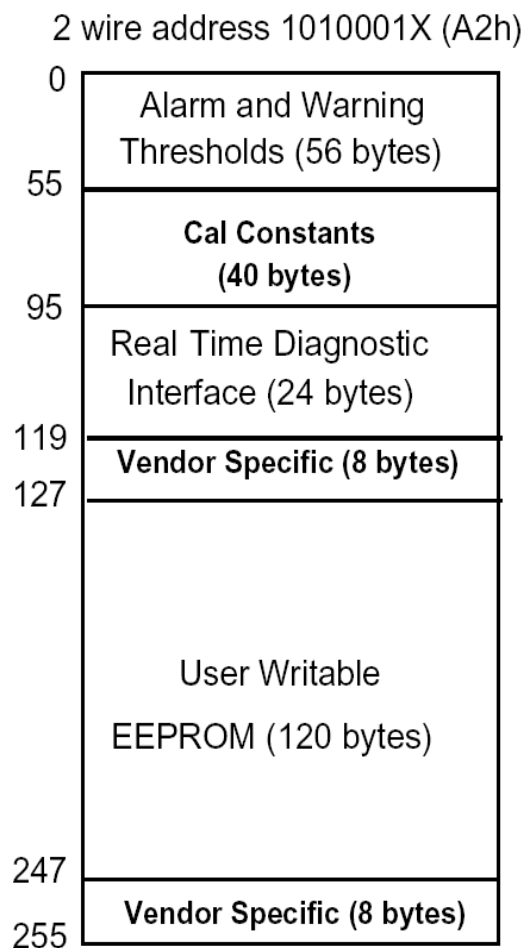 2 wire address 1010001X (A2h)
0
Alarm and Warning
Thresholds (56 bytes)
55
Cal Constants
(40 bytes)
95
Real Time Diagnostic
Interface (24 bytes)
119
Vendor Specific (8 bytes)
127
User Writable
EEPROM (120 bytes)
247
Vendor Specific (8 bytes)
255